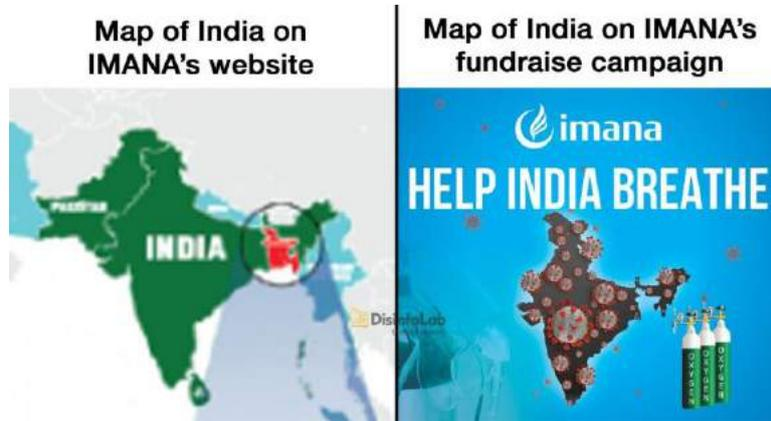 Map of India on
IMANA's website
Map of India on IMANA's
fundraise campaign
PAKISTAN
INDIA
DisinfoLab
imana
HELP INDIA BREATHE
OXYGEN
OXYGEN
OXYGEN